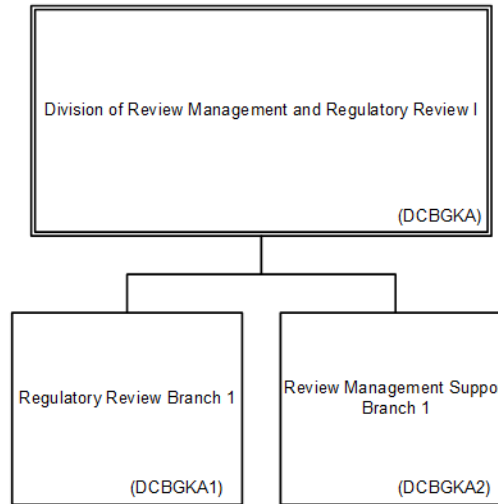 Division of Review Management and Regulatory Review I
(DCBGKA)
Regulatory Review Branch 1
(DCBGKA1)
Review Management Suppo
Branch 1
(DCBGKA2)